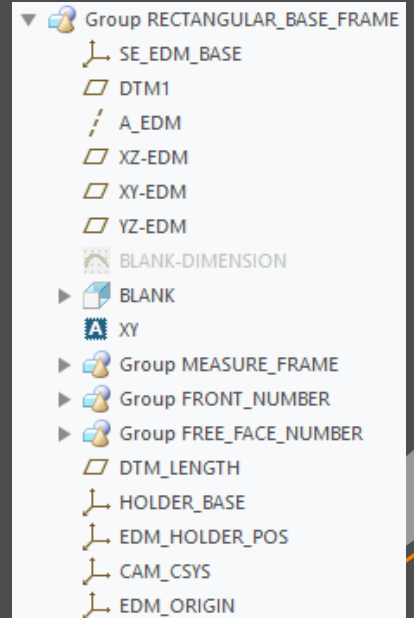 Group RECTANGULAR_BASE_FRAME
SE_EDM_BASE
DTM1
A_EDM
XZ-EDM
XY-EDM
YZ-EDM
BLANK-DIMENSION
BLANK
A XY
Group MEASURE_FRAME
Group FRONT_NUMBER
Group FREE_FACE_NUMBER
DTM_LENGTH
HOLDER_BASE
EDM_HOLDER_POS
CAM_CSYS
EDM_ORIGIN